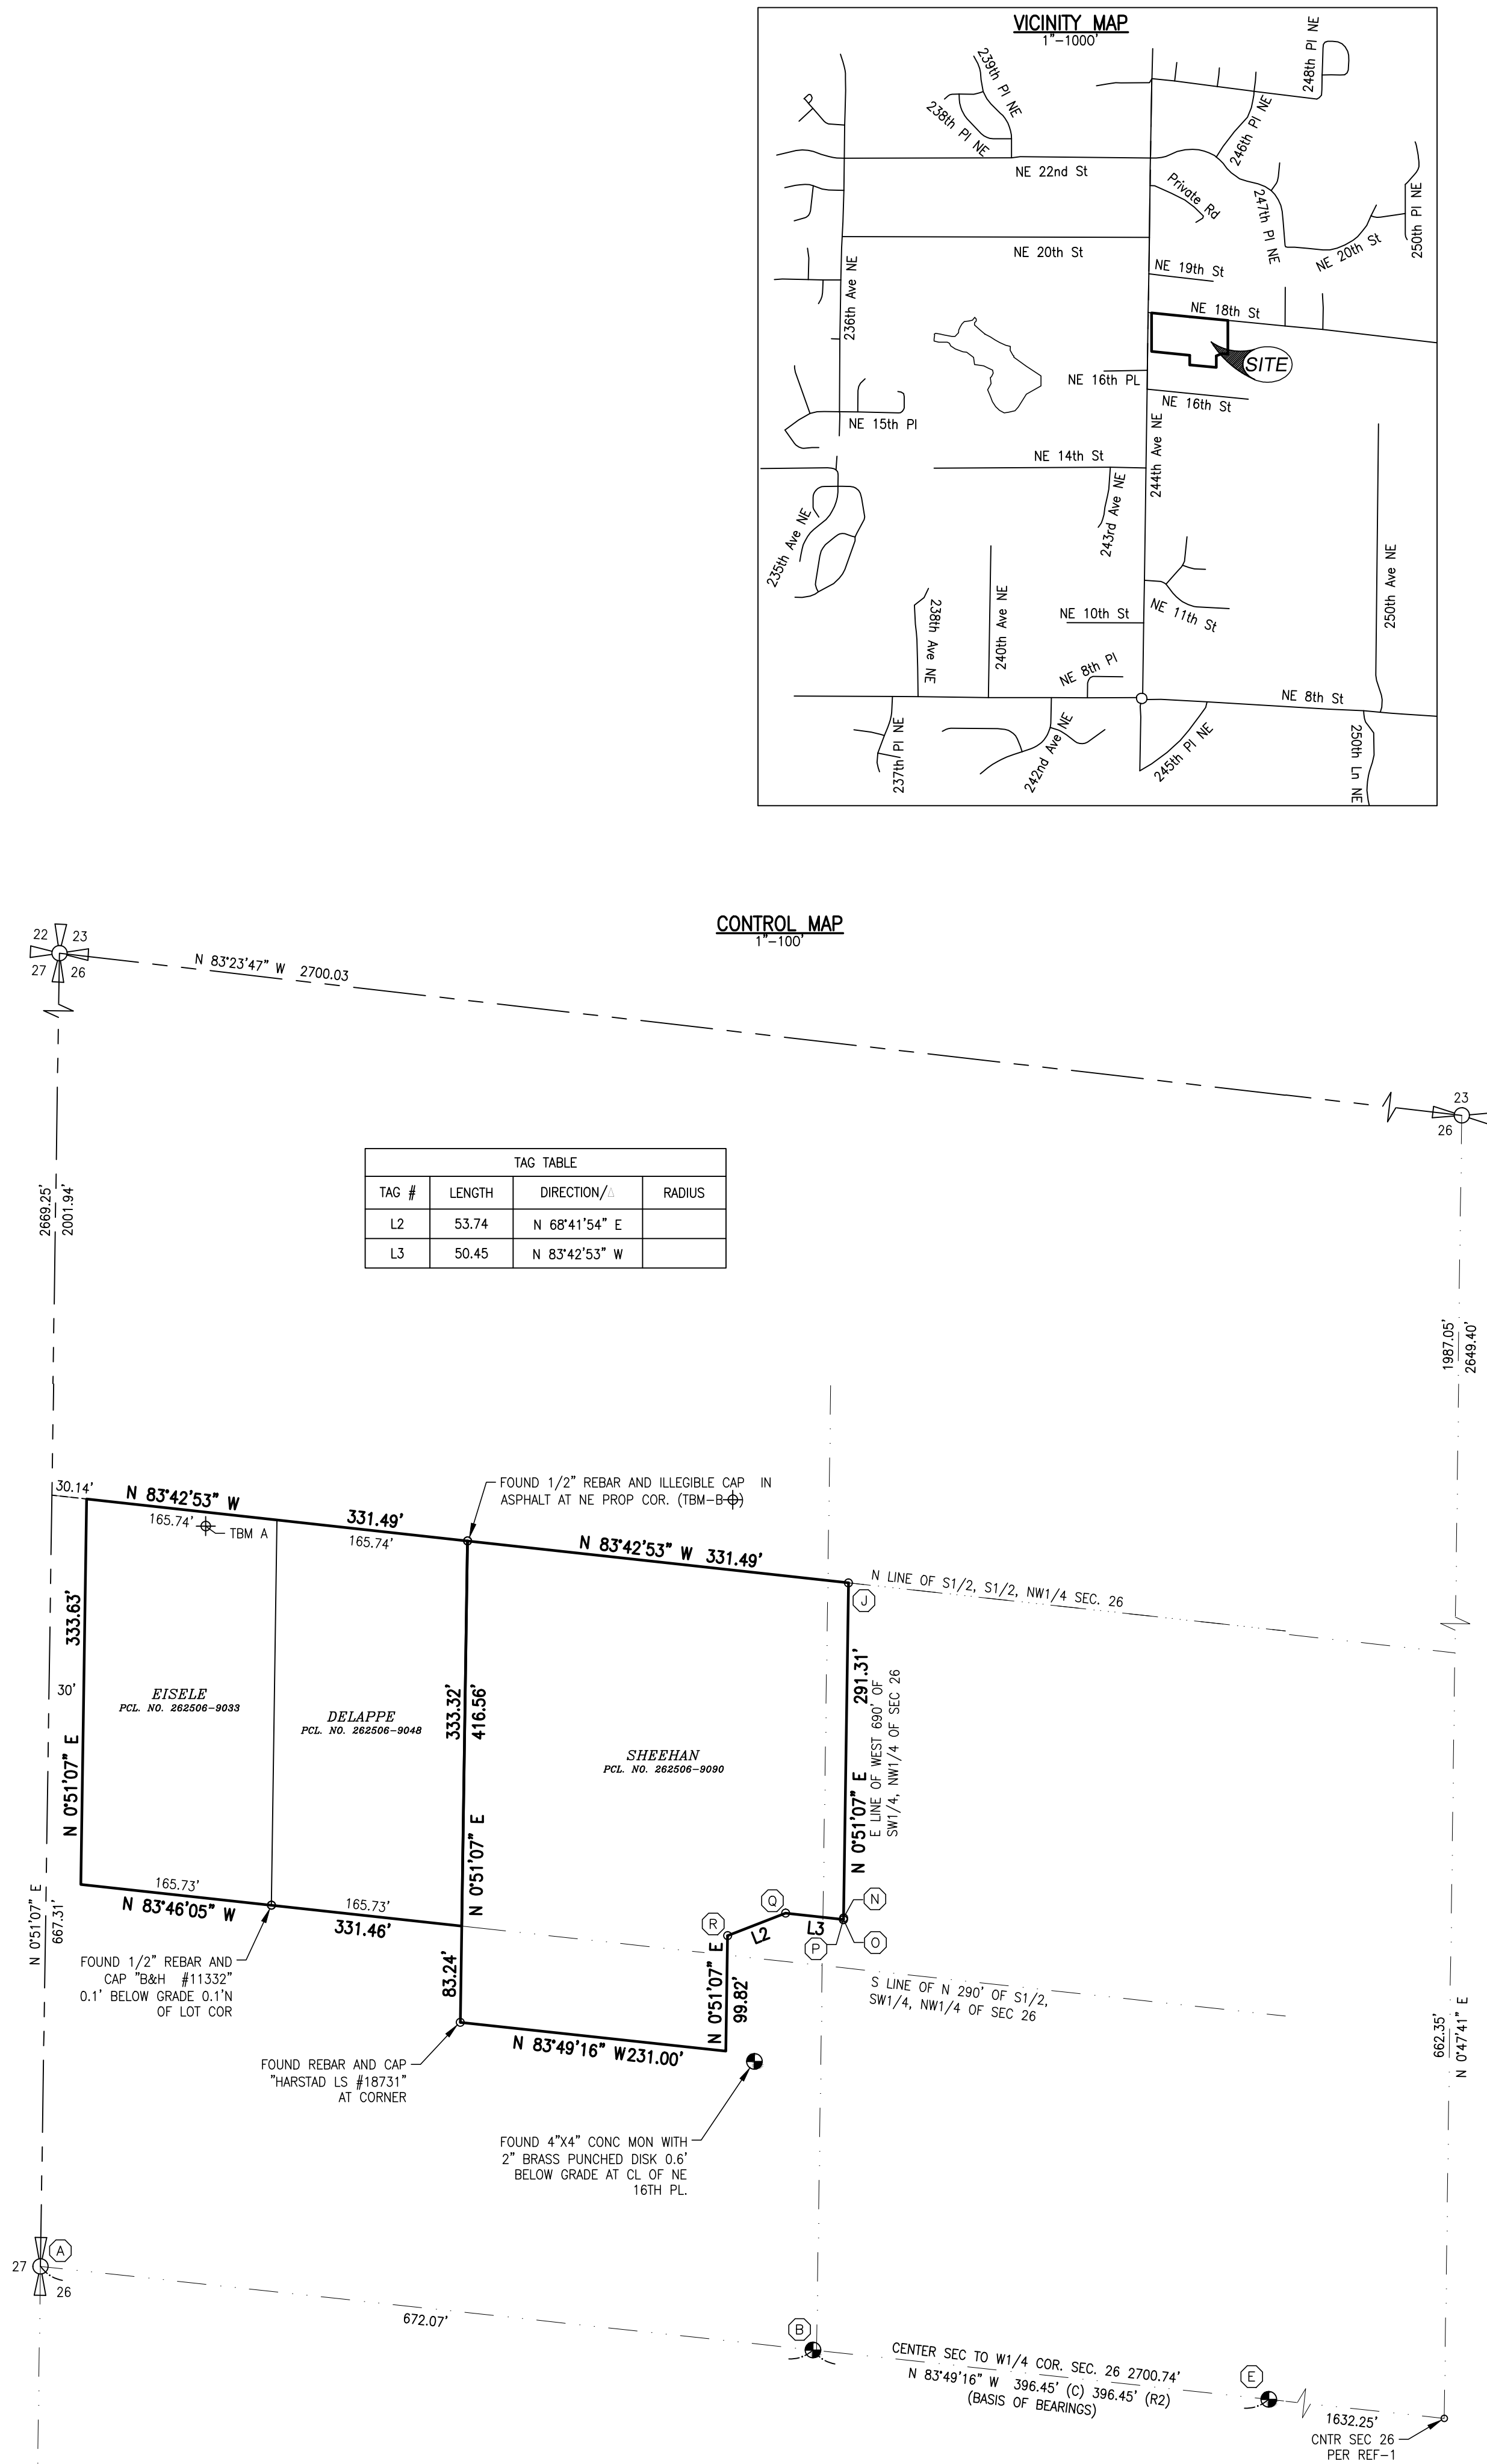 VICINITY MAP
1"-1000'
239th Pl NE
238th Pl NE
248th Pl NE
246th Pl NE
NE 22nd St
Private Rd
247th Pl NE
250th Pl NE
NE 20th St
NE 20th St
236th Ave NE
NE 19th St
NE 18th St
SITE
NE 16th PL
NE 16th St
NE 15th Pl
244th Ave NE
NE 14th St
243rd Ave NE
235th Ave NE
250th Ave NE
238th Ave NE
240th Ave NE
NE 10th St
NE 11th St
NE 8th Pl
NE 8th St
237th Pl NE
242nd Ave NE
245th Pl NE
250th Ln NE
CONTROL MAP
1"-100'
22 23
27 26
N 83°23'47" W 2700.03
23
26
2669.25'
2001.94'
TAG TABLE
TAG # LENGTH DIRECTION/△ RADIUS
L2 53.74 N 68°41'54" E
L3 50.45 N 83°42'53" W
1987.05'
2649.40'
30.14'
N 83°42'53" W
331.49'
165.74'
TBM A
165.74'
FOUND 1/2" REBAR AND ILLEGIBLE CAP IN
ASPHALT AT NE PROP COR. (TBM-B )
N 83°42'53" W 331.49'
J
N LINE OF S1/2, S1/2, NW1/4 SEC. 26
333.63'
30'
N 0°51'07" E
EISELE
PCL. NO. 262506-9033
DELAPPE
PCL. NO. 262506-9048
333.32'
416.56'
N 0°51'07" E
SHEEHAN
PCL. NO. 262506-9090
291.31'
N 0°51'07" E
E LINE OF WEST 690' OF
SW1/4, NW1/4 OF SEC 26
165.73'
N 83°46'05" W
165.73'
331.46'
Q
N
R
L2
L3
P
O
N 0°51'07" E
667.31'
FOUND 1/2" REBAR AND
CAP "B&H #11332"
0.1' BELOW GRADE 0.1'N
OF LOT COR
83.24'
N 0°51'07" E
99.82'
S LINE OF N 290' OF S1/2,
SW1/4, NW1/4 OF SEC 26
N 83°49'16" W 231.00'
FOUND REBAR AND CAP
"HARSTAD LS #18731"
AT CORNER
662.35'
N 0°47'41" E
FOUND 4"X4" CONC MON WITH
2" BRASS PUNCHED DISK 0.6'
BELOW GRADE AT CL OF NE
16TH PL.
A
27
26
672.07'
B
CENTER SEC TO W1/4 COR. SEC. 26 2700.74'
N 83°49'16" W 396.45' (C) 396.45' (R2)
(BASIS OF BEARINGS)
E
1632.25'
CNTR SEC 26
PER REF-1